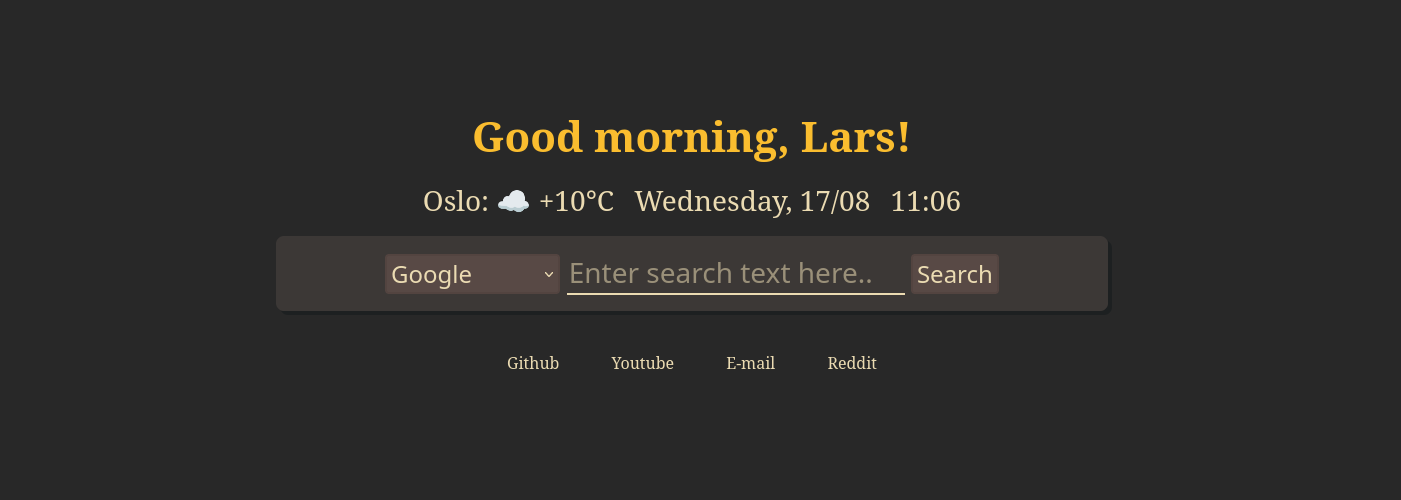 Good morning, Lars!
Oslo: ☁️ +10°C Wednesday, 17/08 11:06
Google Enter search text here.. Search
Github Youtube E-mail Reddit